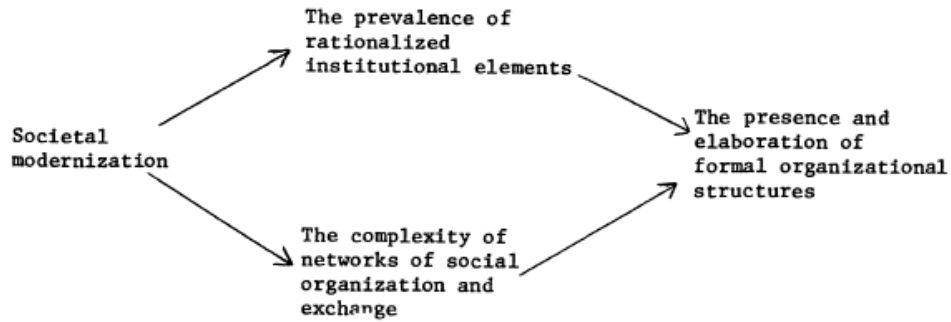 The prevalence of
rationalized
institutional elements
Societal
modernization
The presence and
elaboration of
formal organizational
structures
The complexity of
networks of social
organization and
exchange